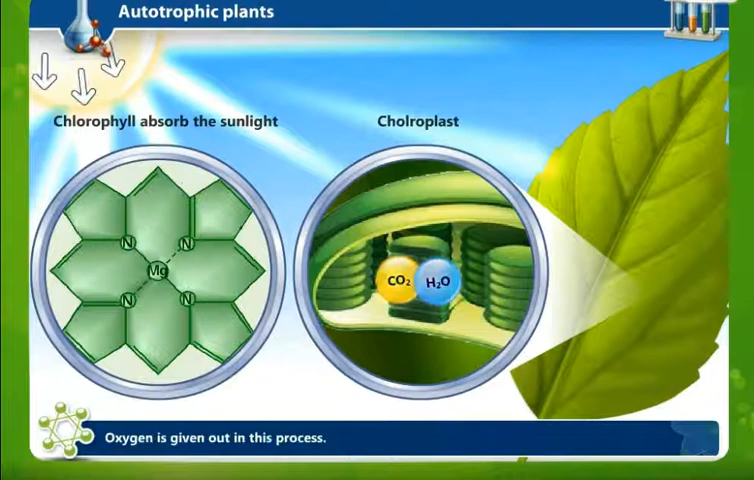 Autotrophic plants
Chlorophyll absorb the sunlight
Cholroplast
N
N
Mg
N
N
CO₂
H₂O
Oxygen is given out in this process.